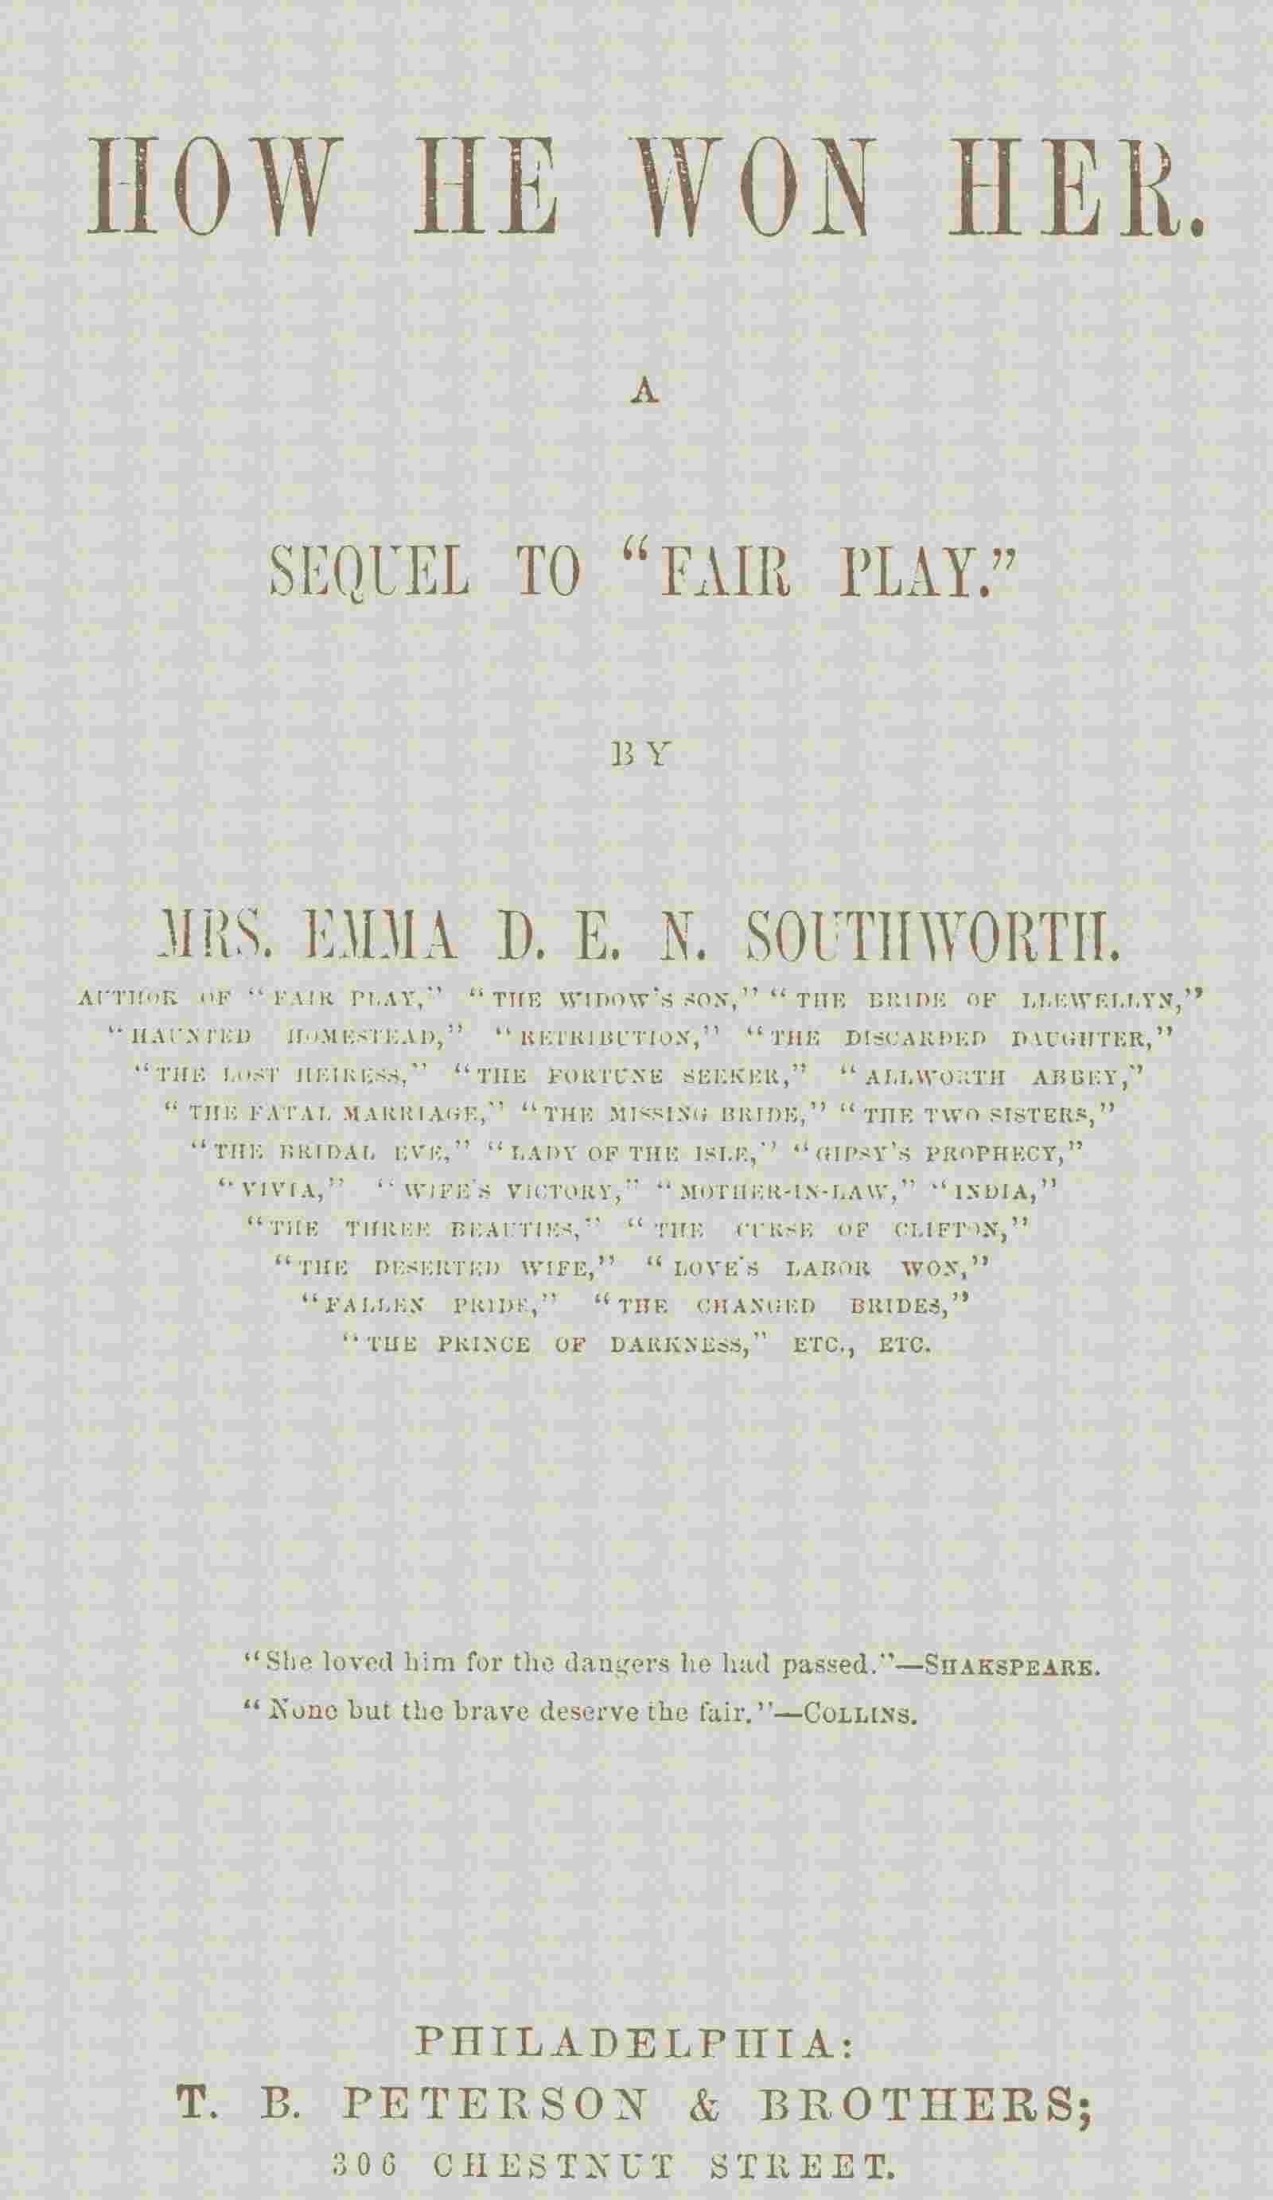 HOW HE WON HER.
A
SEQUEL TO “FAIR PLAY.”
BY
MRS. EMMA D. E. N. SOUTHWORTH.
AUTHOR OF “FAIR PLAY,” “THE WIDOW'S SON,” “THE BRIDE OF LLEWELLYN,”
“HAUNTED HOMESTEAD,” “RETRIBUTION,” “THE DISCARDED DAUGHTER,”
“THE LOST HEIRESS,” “THE FORTUNE SEEKER,” “ALLWORTH ABBEY,”
“THE FATAL MARRIAGE,” “THE MISSING BRIDE,” “THE TWO SISTERS,”
“THE BRIDAL EVE,” “LADY OF THE ISLE,” “GIPSY'S PROPHECY,”
“VIVIA,” “WIFE'S VICTORY,” “MOTHER-IN-LAW,” “INDIA,”
“THE THREE BEAUTIES,” “THE CURSE OF CLIFTON,”
“THE DESERTED WIFE,” “LOVE'S LABOR WON,”
“FALLEN PRIDE,” “THE CHANGED BRIDES,”
“THE PRINCE OF DARKNESS,” ETC., ETC.
“She loved him for the dangers he had passed.”—SHAKSPEARE.
“None but the brave deserve the fair.”—COLLINS.
PHILADELPHIA:
T. B. PETERSON & BROTHERS;
306 CHESTNUT STREET.